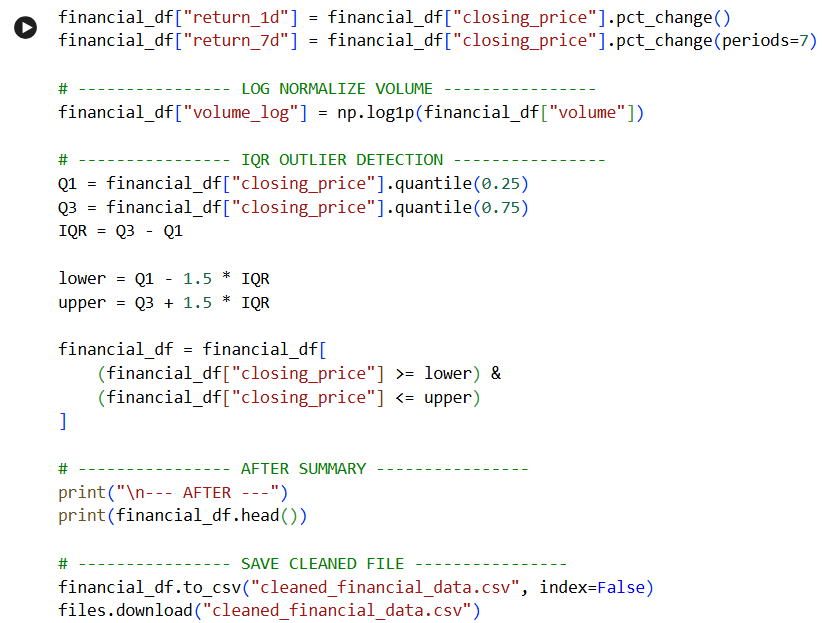 financial_df["return_1d"] = financial_df["closing_price"].pct_change()
financial_df["return_7d"] = financial_df["closing_price"].pct_change(periods=7)

# ---------------- LOG NORMALIZE VOLUME ----------------
financial_df["volume_log"] = np.log1p(financial_df["volume"])

# ---------------- IQR OUTLIER DETECTION ----------------
Q1 = financial_df["closing_price"].quantile(0.25)
Q3 = financial_df["closing_price"].quantile(0.75)
IQR = Q3 - Q1

lower = Q1 - 1.5 * IQR
upper = Q3 + 1.5 * IQR

financial_df = financial_df[
    (financial_df["closing_price"] >= lower) &
    (financial_df["closing_price"] <= upper)
]

# ---------------- AFTER SUMMARY ----------------
print("\n--- AFTER ---")
print(financial_df.head())

# ---------------- SAVE CLEANED FILE ----------------
financial_df.to_csv("cleaned_financial_data.csv", index=False)
files.download("cleaned_financial_data.csv")